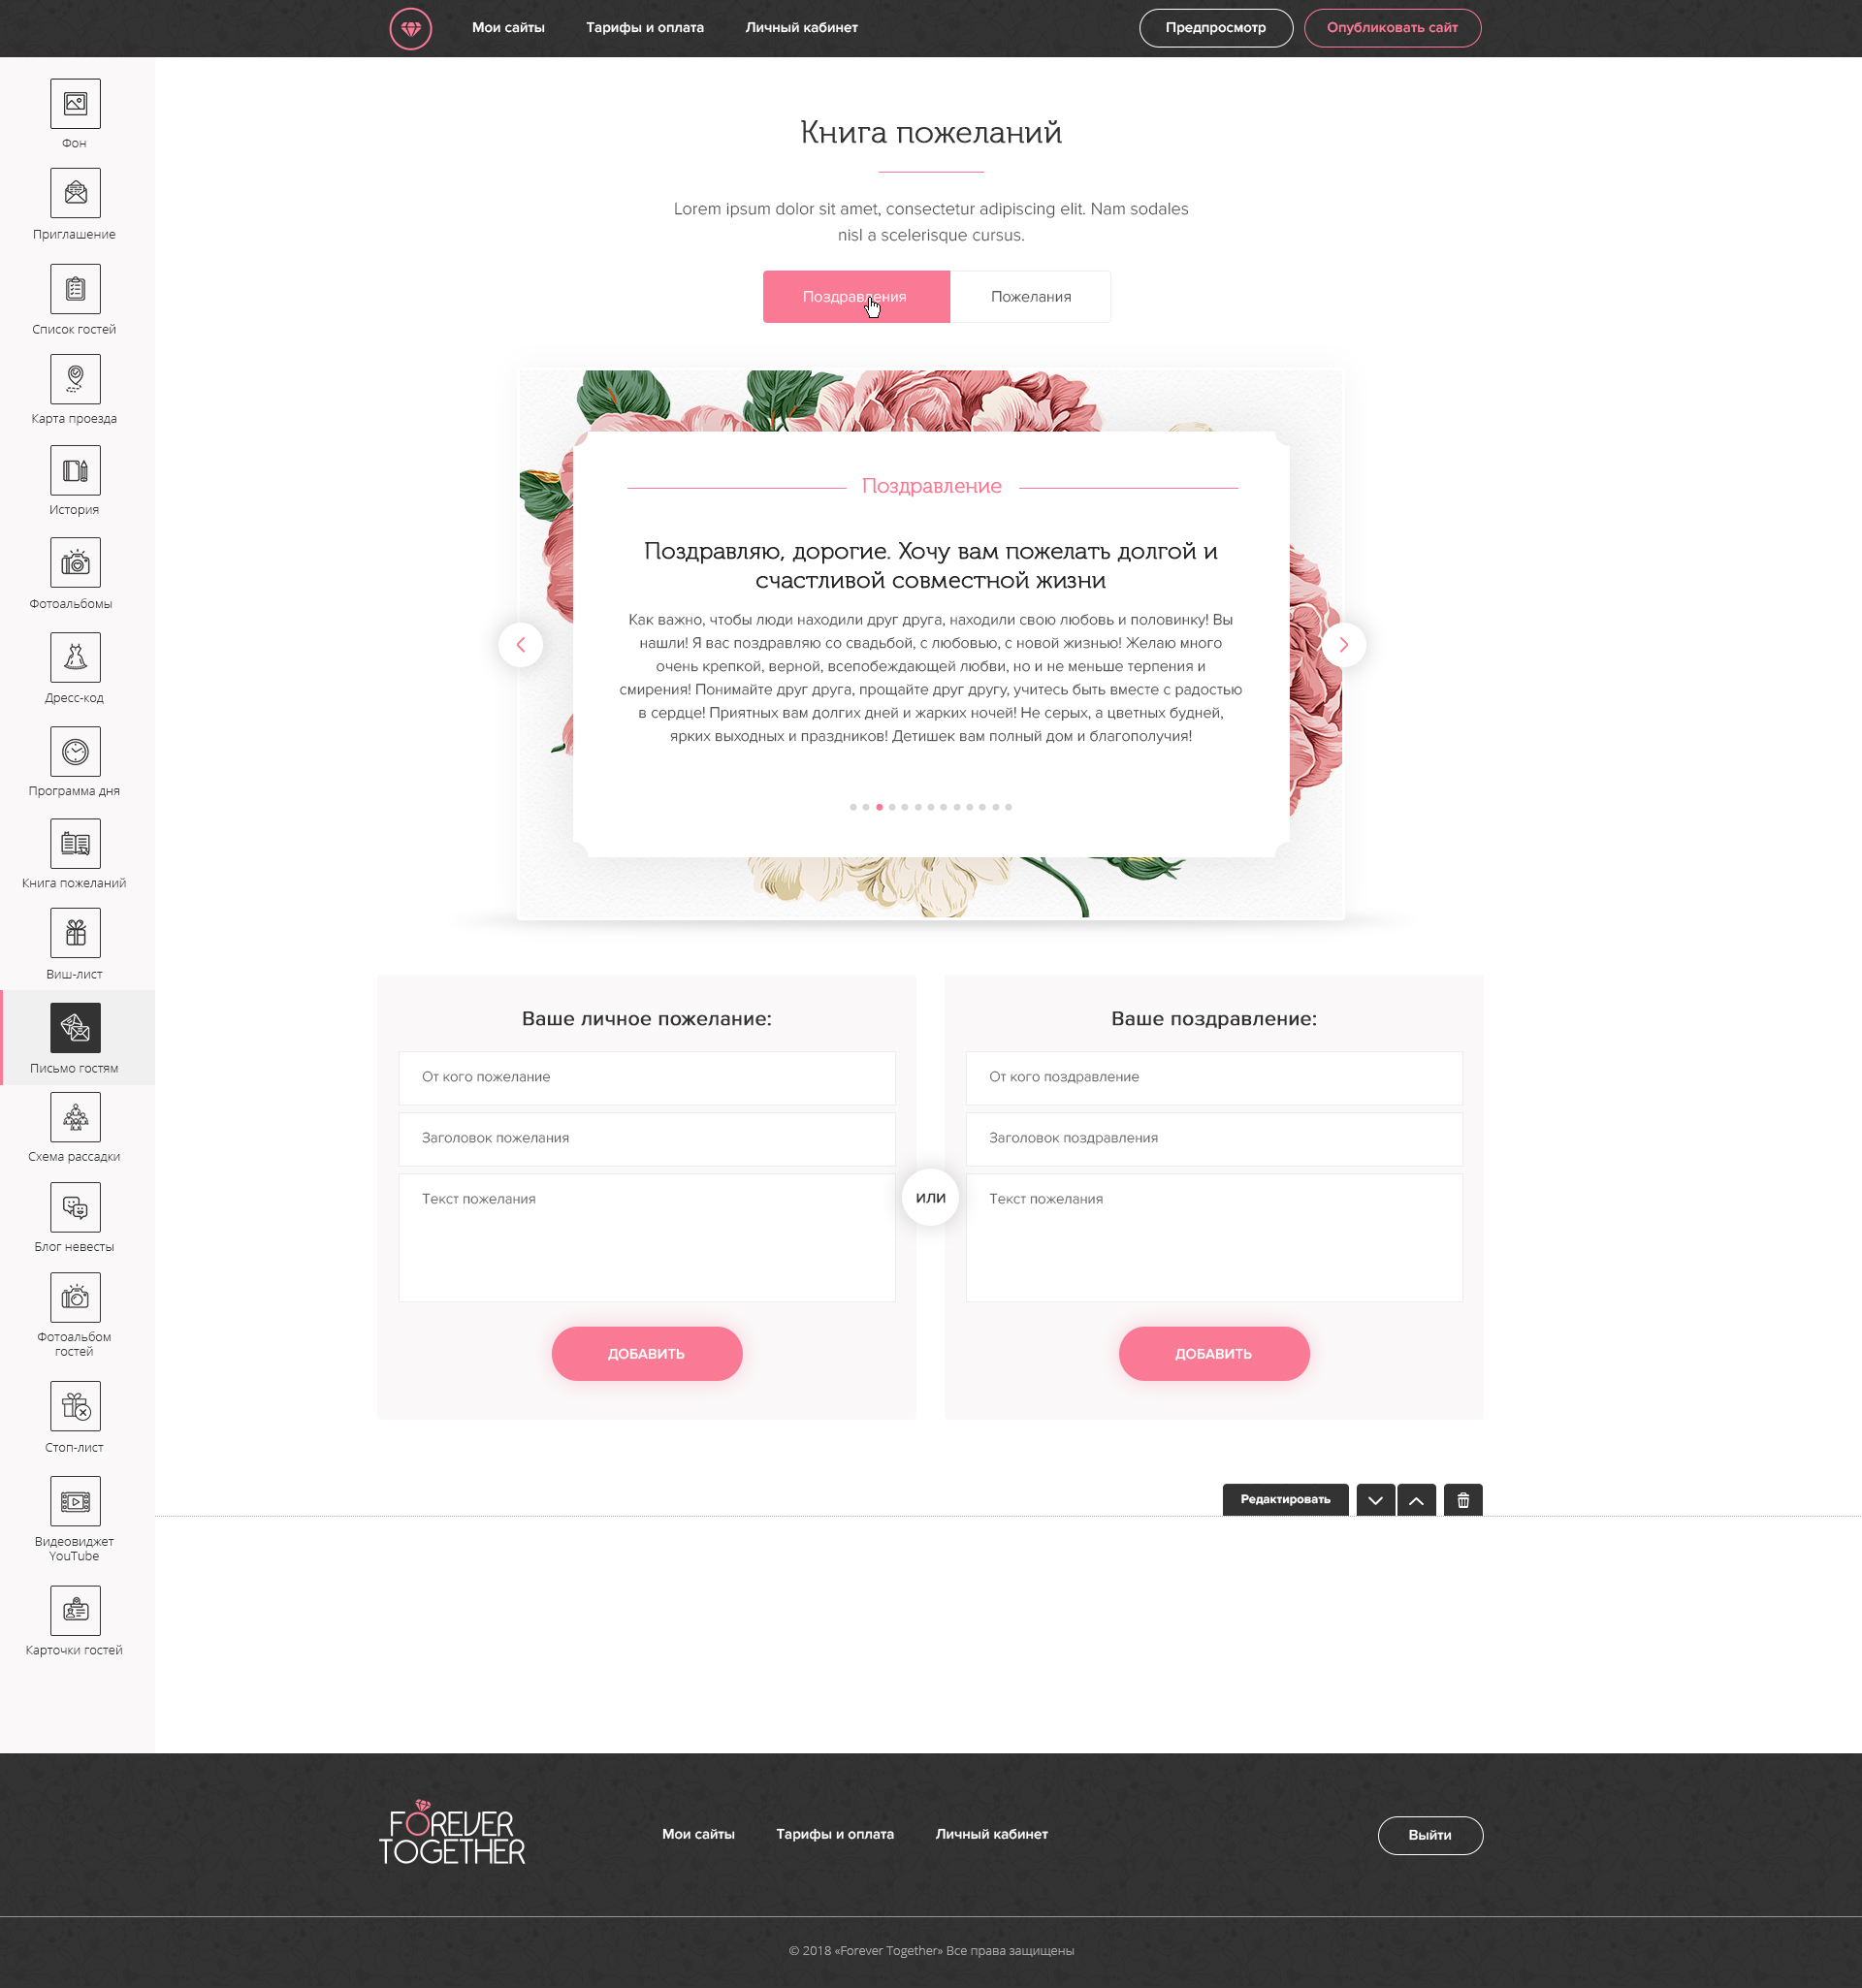 Мои сайты
Тарифы и оплата
Личный кабинет
Предпросмотр
Опубликовать сайт
Фон
Приглашение
Список гостей
Карта проезда
История
Фотоальбомы
Дресс-код
Программа дня
Книга пожеланий
Виш-лист
Письмо гостям
Схема рассадки
Блог невесты
Фотоальбом
гостей
Стоп-лист
Видеовиджет
YouTube
Карточки гостей
Книга пожеланий
Lorem ipsum dolor sit amet, consectetur adipiscing elit. Nam sodales
nisl a scelerisque cursus.
Поздравления
Пожелания
Поздравление
Поздравляю, дорогие. Хочу вам пожелать долгой и
счастливой совместной жизни
Как важно, чтобы люди находили друг друга, находили свою любовь и половинку! Вы
нашли! Я вас поздравляю со свадьбой, с любовью, с новой жизнью! Желаю много
очень крепкой, верной, всепобеждающей любви, но и не меньше терпения и
смирения! Понимайте друг друга, прощайте друг другу, учитесь быть вместе с радостью
в сердце! Приятных вам долгих дней и жарких ночей! Не серых, а цветных будней,
ярких выходных и праздников! Детишек вам полный дом и благополучия!
Ваше личное пожелание:
От кого пожелание
Заголовок пожелания
Текст пожелания
ДОБАВИТЬ
ИЛИ
Ваше поздравление:
От кого поздравление
Заголовок поздравления
Текст пожелания
ДОБАВИТЬ
Редактировать
FOREVER
TOGETHER
Мои сайты
Тарифы и оплата
Личный кабинет
Выйти
© 2018 «Forever Together» Все права защищены